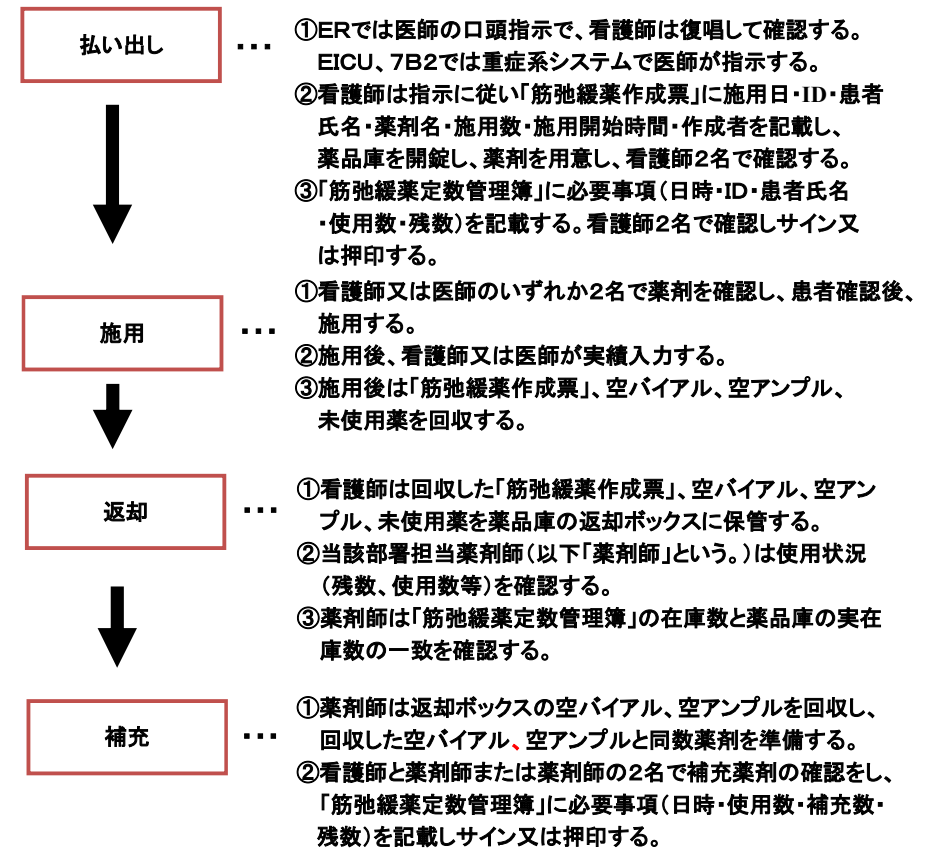 払い出し
･･･
①ERでは医師の口頭指示で、看護師は復唱して確認する。
EICU、7B2では重症系システムで医師が指示する。
②看護師は指示に従い「筋弛緩薬作成票」に施用日・ID・患者
氏名・薬剤名・施用数・施用開始時間・作成者を記載し、
薬品庫を開錠し、薬剤を用意し、看護師2名で確認する。
③「筋弛緩薬定数管理簿」に必要事項（日時・ID・患者氏名
・使用数・残数）を記載する。看護師2名で確認しサイン又
は押印する。
施用
･･･
①看護師又は医師のいずれか2名で薬剤を確認し、患者確認後、
施用する。
②施用後、看護師又は医師が実績入力する。
③施用後は「筋弛緩薬作成票」、空バイアル、空アンプル、
未使用薬を回収する。
返却
･･･
①看護師は回収した「筋弛緩薬作成票」、空バイアル、空アン
プル、未使用薬を薬品庫の返却ボックスに保管する。
②当該部署担当薬剤師（以下「薬剤師」という。）は使用状況
（残数、使用数等）を確認する。
③薬剤師は「筋弛緩薬定数管理簿」の在庫数と薬品庫の実在
庫数の一致を確認する。
補充
･･･
①薬剤師は返却ボックスの空バイアル、空アンプルを回収し、
回収した空バイアル、空アンプルと同数薬剤を準備する。
②看護師と薬剤師または薬剤師の2名で補充薬剤の確認をし、
「筋弛緩薬定数管理簿」に必要事項（日時・使用数・補充数・
残数）を記載しサイン又は押印する。